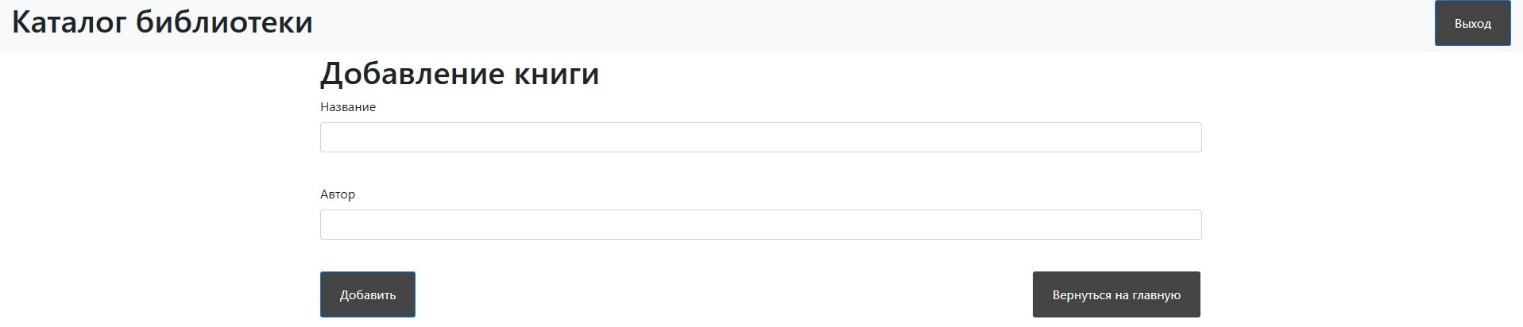 Каталог библиотеки
Выход
Добавление книги
Название
Автор
Добавить
Вернуться на главную